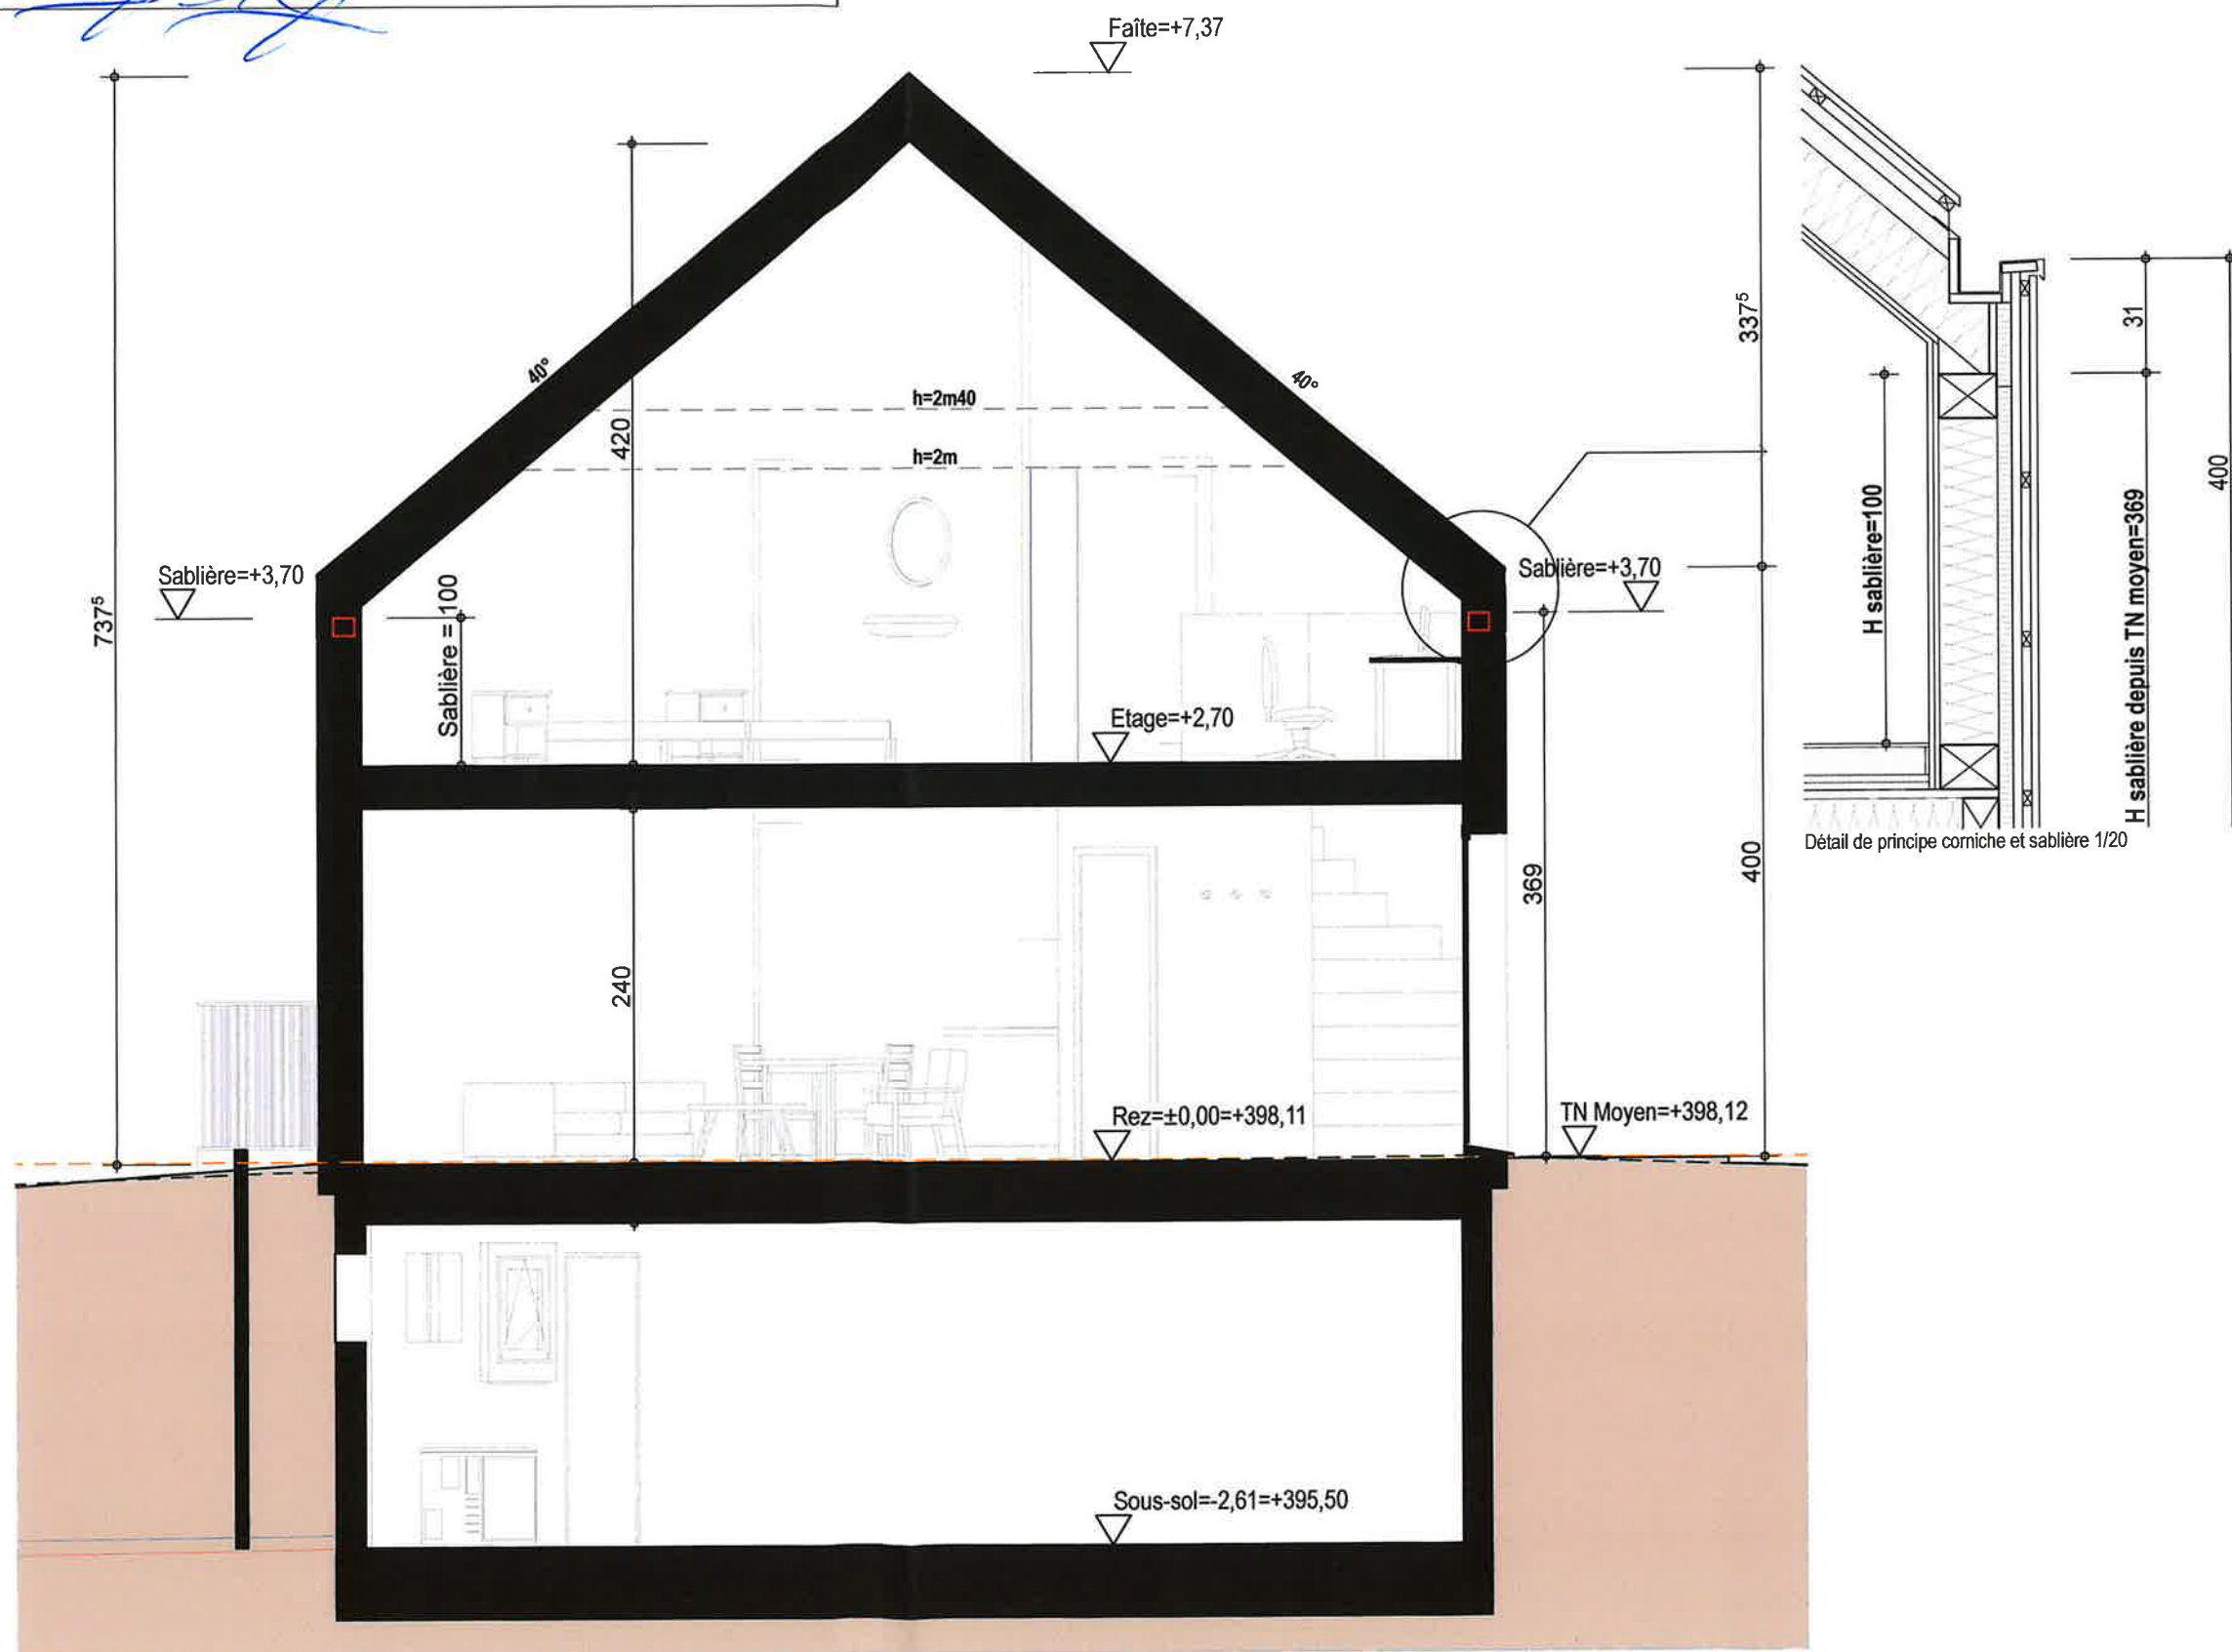 Faîte=+7,37
40°
40°
h=2m40
h=2m
420
737⁵
337⁵
Sablière=+3,70
Sablière=+3,70
Sablière = 100
Etage=+2,70
240
369
400
Rez=±0,00=+398,11
TN Moyen=+398,12
Sous-sol=-2,61=+395,50
31
400
H sablière=100
H sablière depuis TN moyen=369
Détail de principe corniche et sablière 1/20